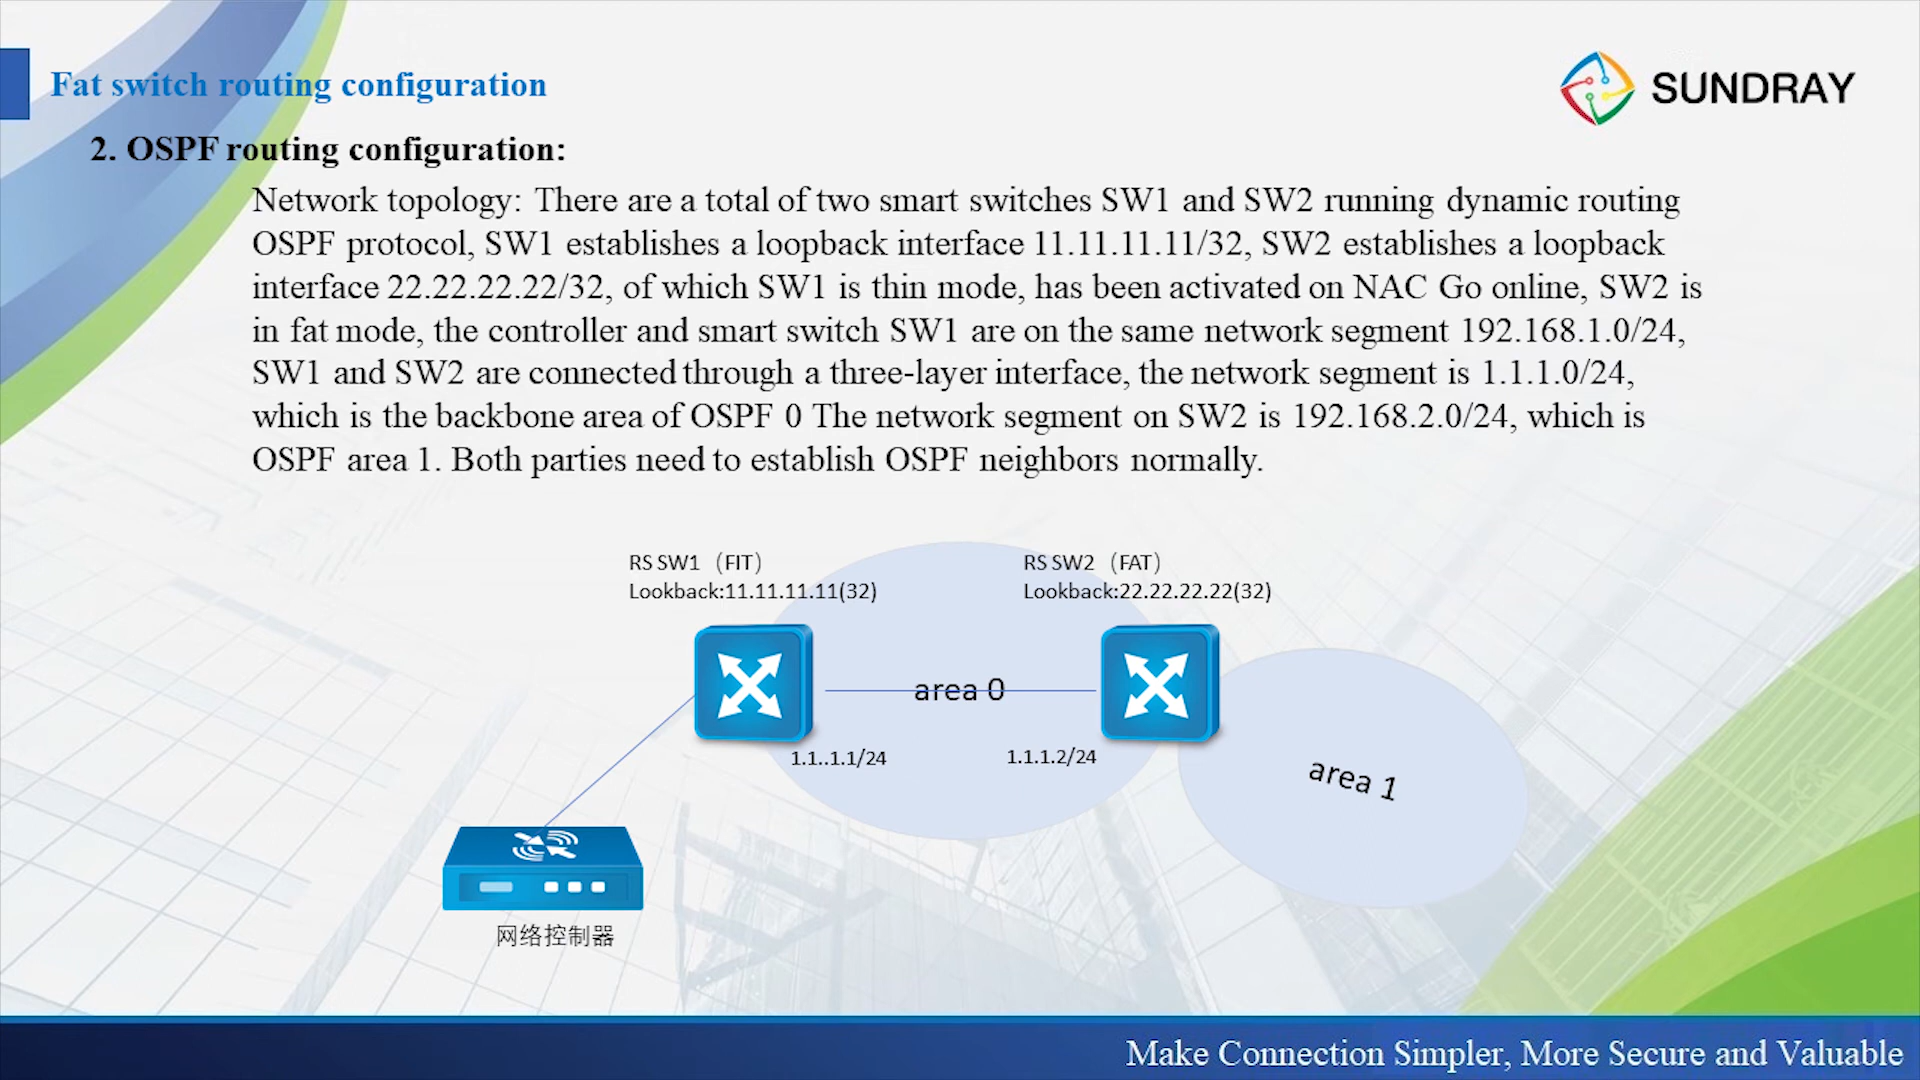 Fat switch routing configuration
SUNDRAY
2. OSPF routing configuration:
Network topology: There are a total of two smart switches SW1 and SW2 running dynamic routing
OSPF protocol, SW1 establishes a loopback interface 11.11.11.11/32, SW2 establishes a loopback
interface 22.22.22.22/32, of which SW1 is thin mode, has been activated on NAC Go online, SW2 is
in fat mode, the controller and smart switch SW1 are on the same network segment 192.168.1.0/24,
SW1 and SW2 are connected through a three-layer interface, the network segment is 1.1.1.0/24,
which is the backbone area of OSPF 0 The network segment on SW2 is 192.168.2.0/24, which is
OSPF area 1. Both parties need to establish OSPF neighbors normally.
RS SW1（FIT）
Lookback:11.11.11.11(32)
RS SW2（FAT）
Lookback:22.22.22.22(32)
area 0
1.1..1.1/24
1.1.1.2/24
area 1
网络控制器
Make Connection Simpler, More Secure and Valuable